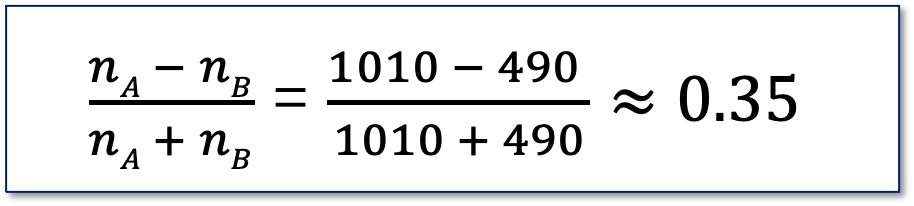 n_A − n_B / n_A + n_B = 1010 − 490 / 1010 + 490 ≈ 0.35